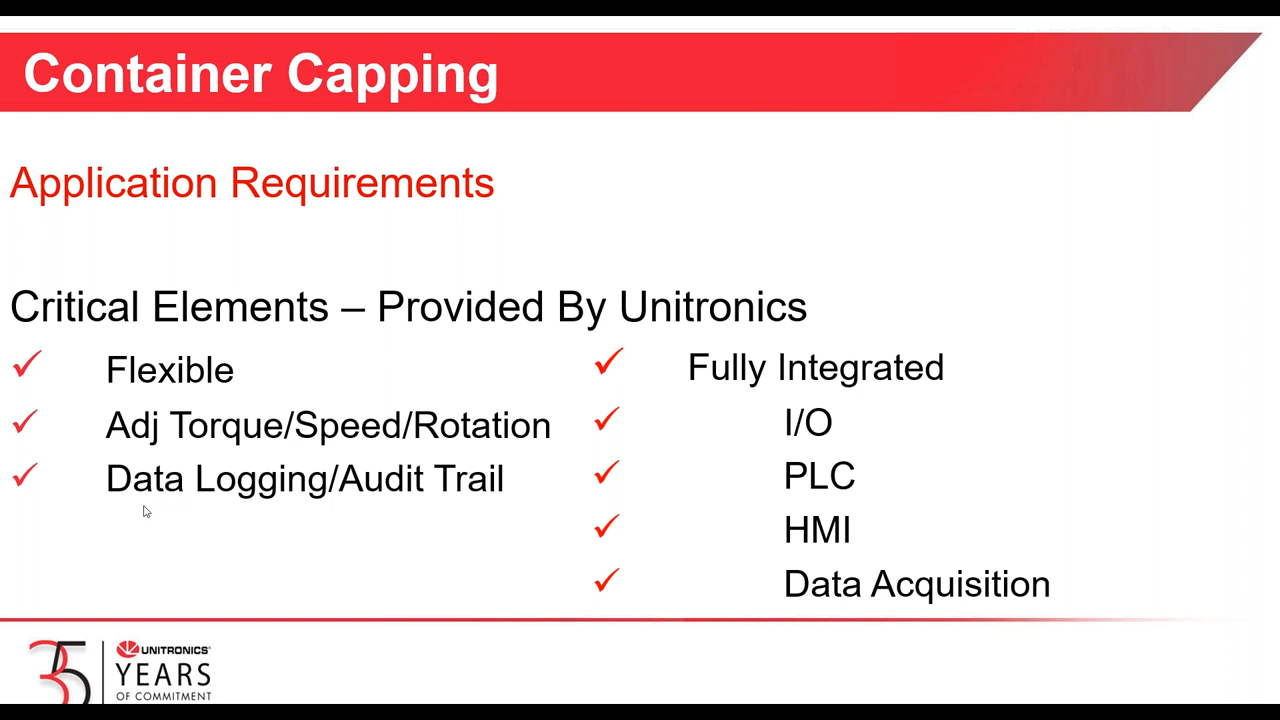 Container Capping
Application Requirements
Critical Elements – Provided By Unitronics
Flexible
Adj Torque/Speed/Rotation
Data Logging/Audit Trail
Fully Integrated
I/O
PLC
HMI
Data Acquisition
35
UNITRONICS®
YEARS
OF COMMITMENT